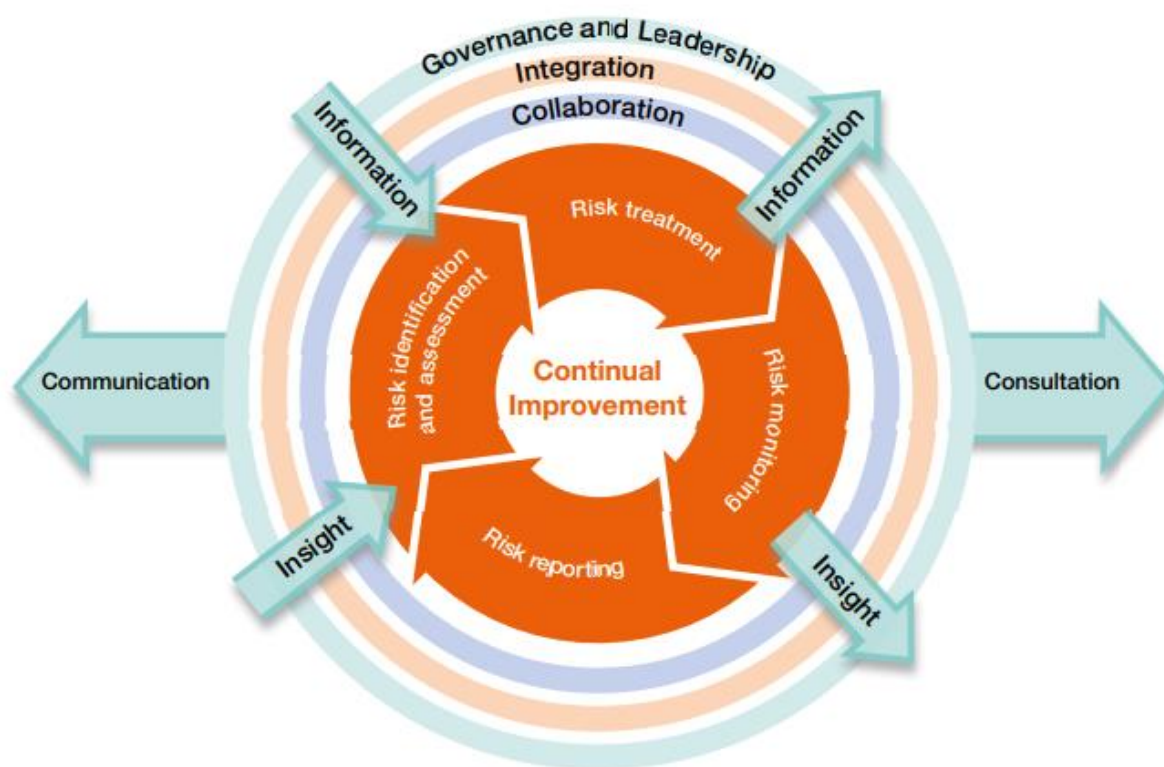 Governance and Leadership
Integration
Collaboration
Information
Information
Risk treatment
Risk identification
and assessment
Continual
Improvement
Risk monitoring
Communication
Consultation
Insight
Risk reporting
Insight